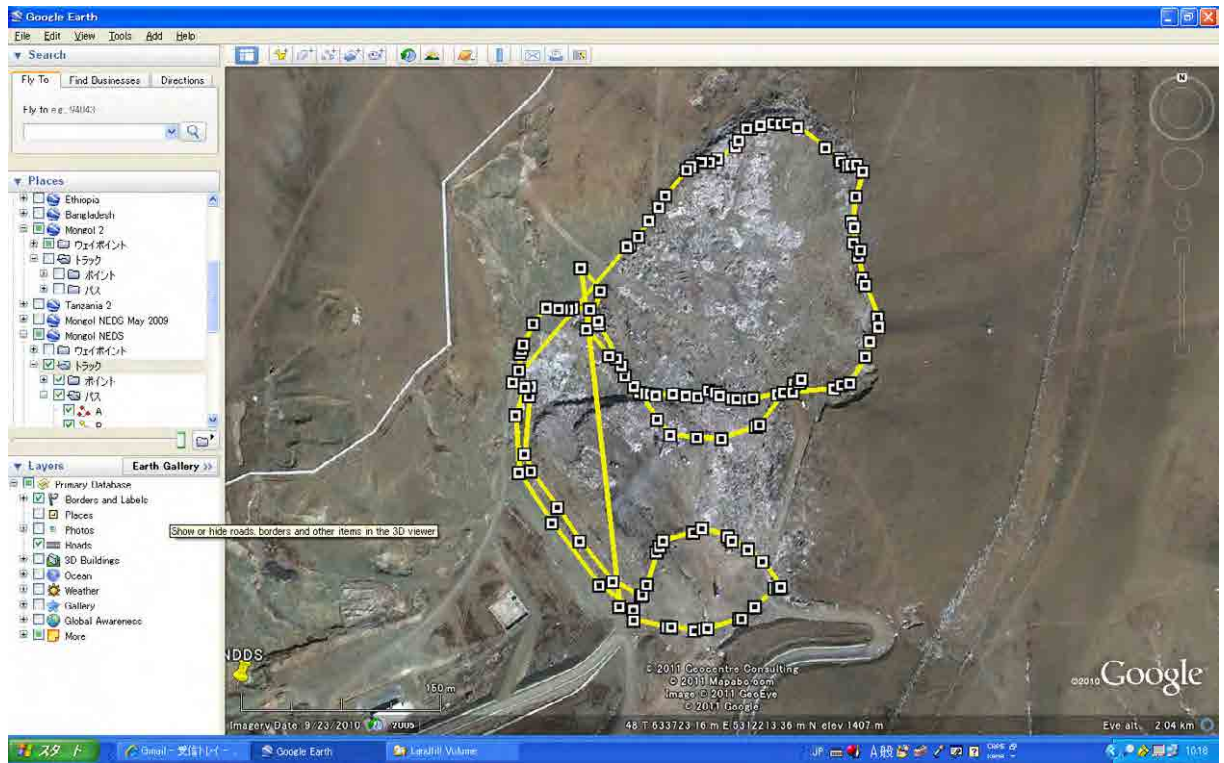 Google Earth
File Edit View Tools Add Help
Search
Fly To Find Businesses Directions
Fly to e.g., 94043
Places
Ethiopia
Bangladesh
Mongol 2
ウェイポイント
トラック
ポイント
パス
Tanzania 2
Mongol NEDS May 2009
Mongol NEDS
ウェイポイント
トラック
ポイント
パス
A
Layers
Earth Gallery >>
Primary Database
Borders and Labels
Places
Photos
Roads
3D Buildings
Ocean
Weather
Gallery
Global Awareness
More
Show or hide roads, borders and other items in the 3D viewer
N
NDDS
150 m
© 2011 Geocentre Consulting
© 2011 Mapabc.com
Image © 2011 GeoEye
© 2011 Google
©2010 Google
Imagery Date 9/23/2010 2005
48 T 633723.16 m E 5312213.36 m N elev 1407 m
Eye alt 2.04 km
スタート
Gmail - 受信トレイ - ...
Google Earth
Landfill Volume
JP
A 般
CAPS
KANA
10:18